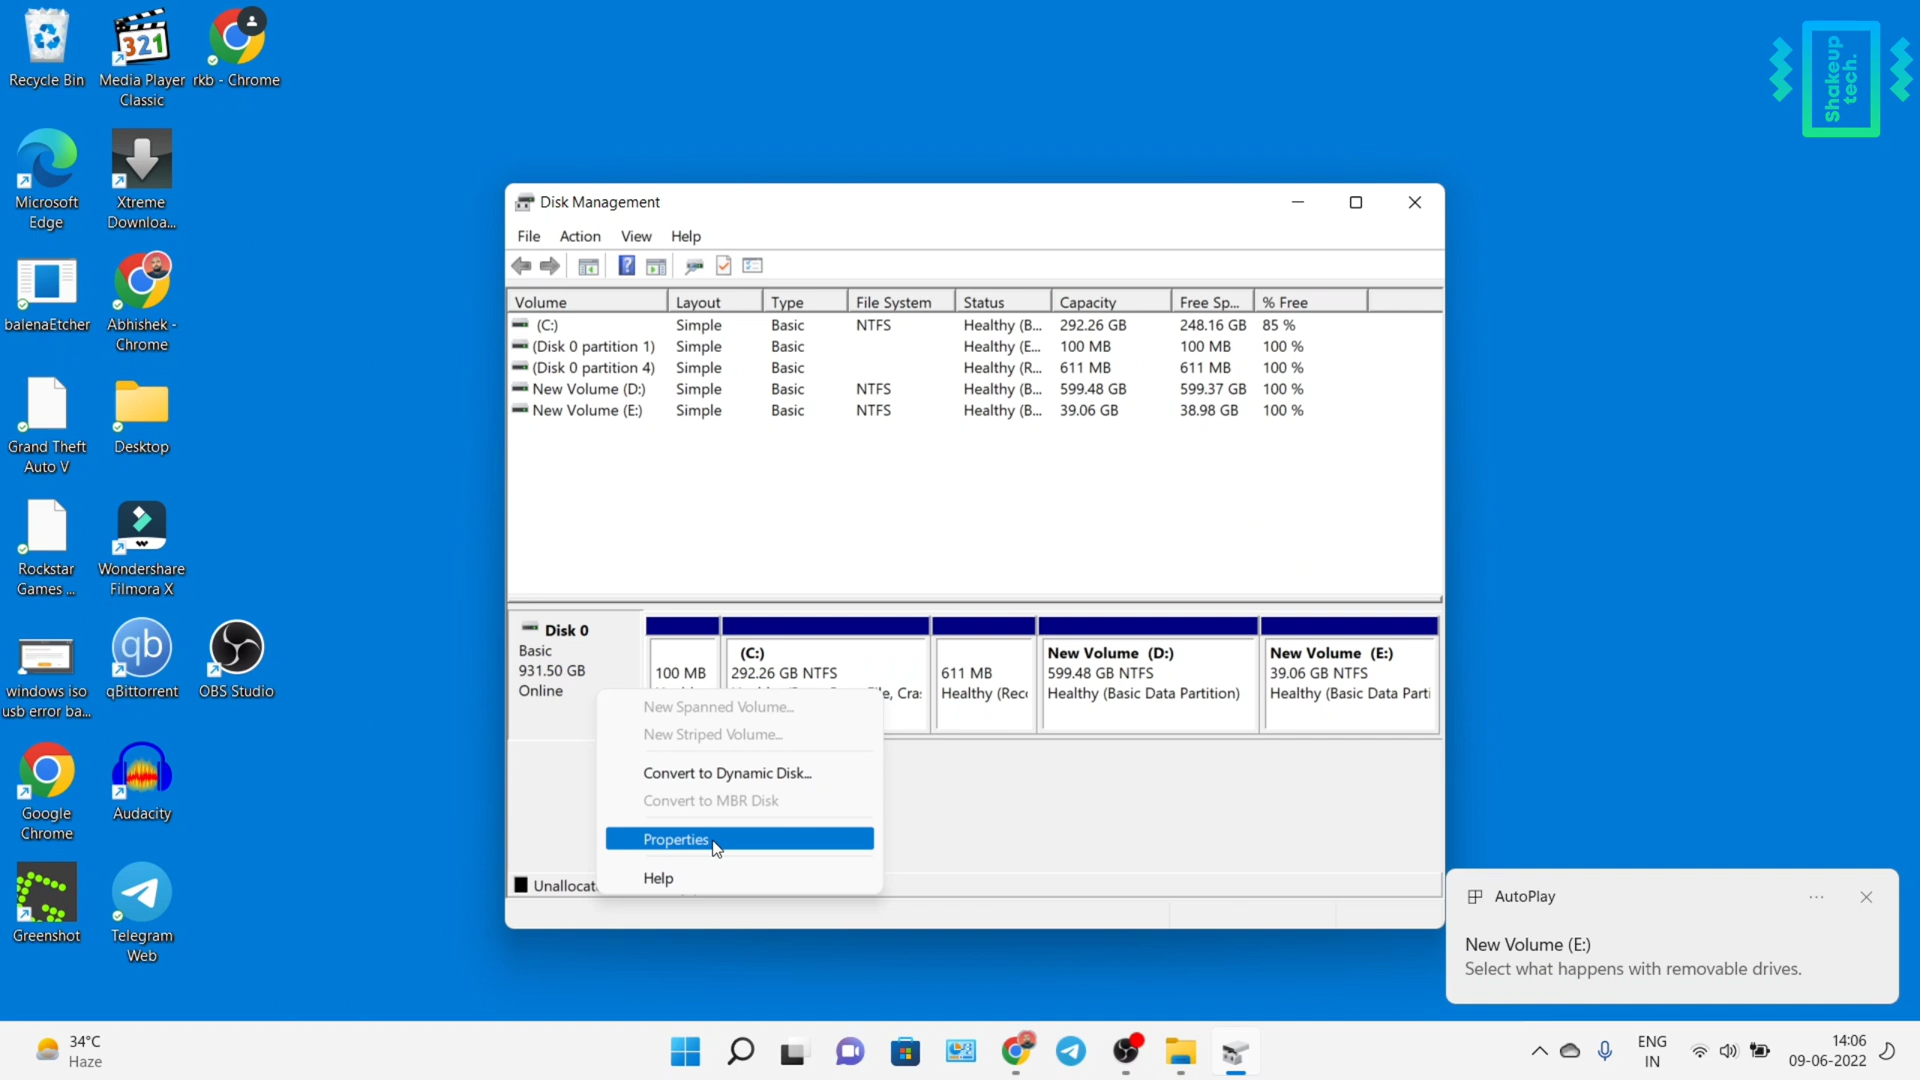 Recycle Bin
Media Player
Classic
rkb - Chrome
Microsoft
Edge
Xtreme
Downloa...
balenaEtcher
Abhishek -
Chrome
Grand Theft
Auto V
Desktop
Rockstar
Games ...
Wondershare
Filmora X
windows iso
usb error ba...
qBittorrent
OBS Studio
Google
Chrome
Audacity
Greenshot
Telegram
Web
shakeup
tech.
Disk Management
File Action View Help
Volume Layout Type File System Status Capacity Free Sp... % Free
(C:) Simple Basic NTFS Healthy (B... 292.26 GB 248.16 GB 85 %
(Disk 0 partition 1) Simple Basic Healthy (E... 100 MB 100 MB 100 %
(Disk 0 partition 4) Simple Basic Healthy (R... 611 MB 611 MB 100 %
New Volume (D:) Simple Basic NTFS Healthy (B... 599.48 GB 599.37 GB 100 %
New Volume (E:) Simple Basic NTFS Healthy (B... 39.06 GB 38.98 GB 100 %
Disk 0
Basic
931.50 GB
Online
100 MB
(C:)
292.26 GB NTFS
611 MB
Healthy (Reco
New Volume (D:)
599.48 GB NTFS
Healthy (Basic Data Partition)
New Volume (E:)
39.06 GB NTFS
Healthy (Basic Data Parti
New Spanned Volume...
New Striped Volume...
Convert to Dynamic Disk...
Convert to MBR Disk
Properties
Help
Unallocat
AutoPlay
New Volume (E:)
Select what happens with removable drives.
34°C
Haze
ENG
IN
14:06
09-06-2022